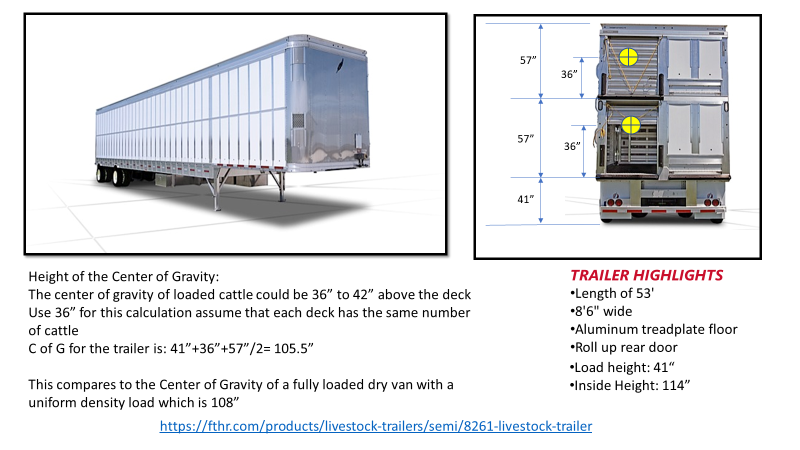 57”
36”
57”
36”
41”
Height of the Center of Gravity:
The center of gravity of loaded cattle could be 36” to 42” above the deck
Use 36” for this calculation assume that each deck has the same number
of cattle
C of G for the trailer is: 41”+36”+57”/2= 105.5”
This compares to the Center of Gravity of a fully loaded dry van with a
uniform density load which is 108”
TRAILER HIGHLIGHTS
•Length of 53'
•8'6" wide
•Aluminum treadplate floor
•Roll up rear door
•Load height: 41“
•Inside Height: 114”
https://fthr.com/products/livestock-trailers/semi/8261-livestock-trailer